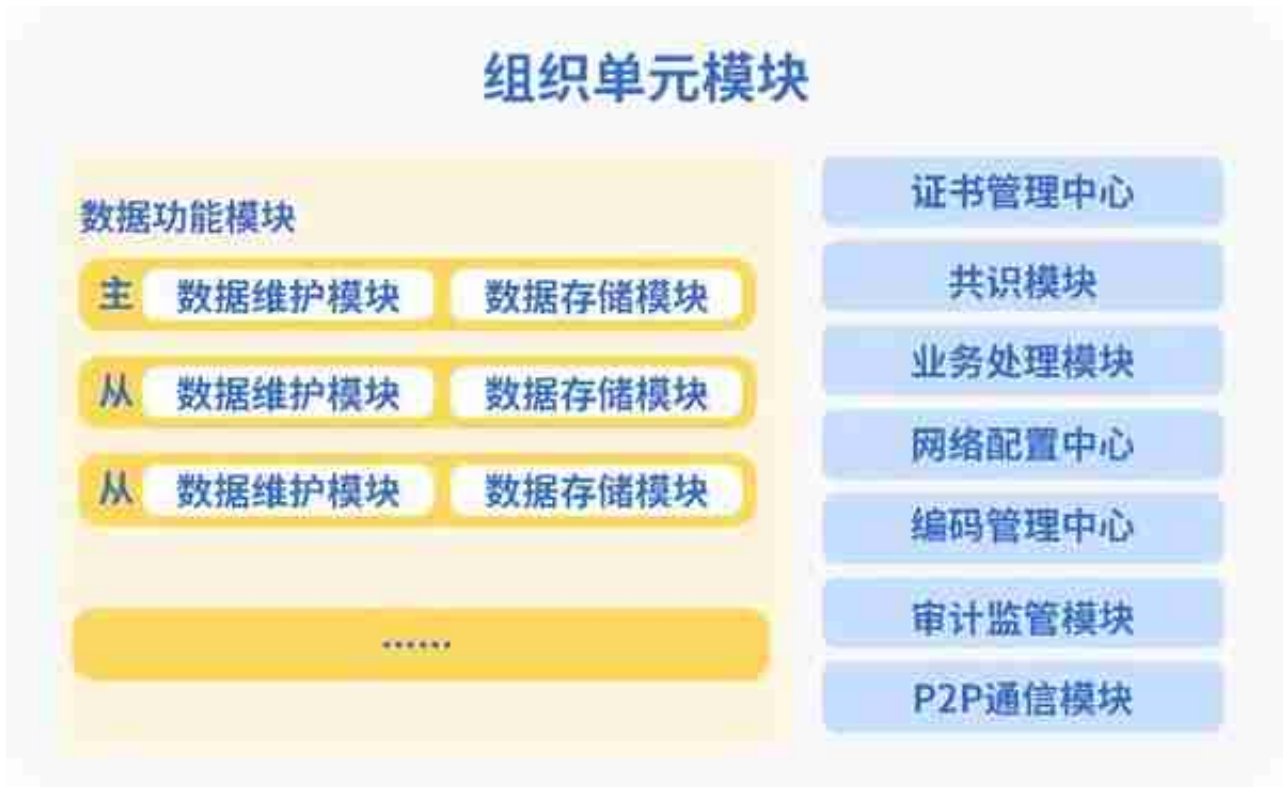 组织单元模块
数据功能模块
主 数据维护模块 数据存储模块
从 数据维护模块 数据存储模块
从 数据维护模块 数据存储模块
……
证书管理中心
共识模块
业务处理模块
网络配置中心
编码管理中心
审计监管模块
P2P通信模块